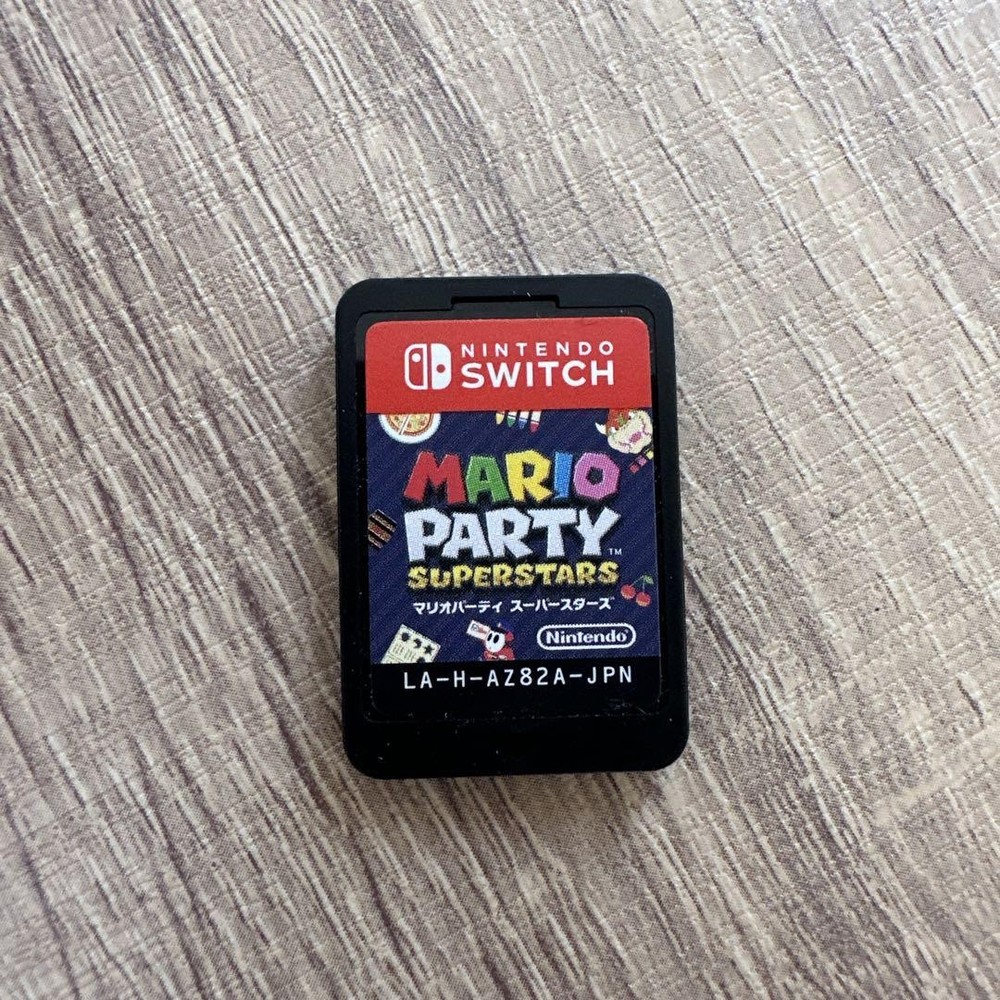 NINTENDO
SWITCH
MARIO
PARTY
SUPERSTARS
TM
マリオパーティ スーパースターズ
Nintendo
LA-H-AZ82A-JPN